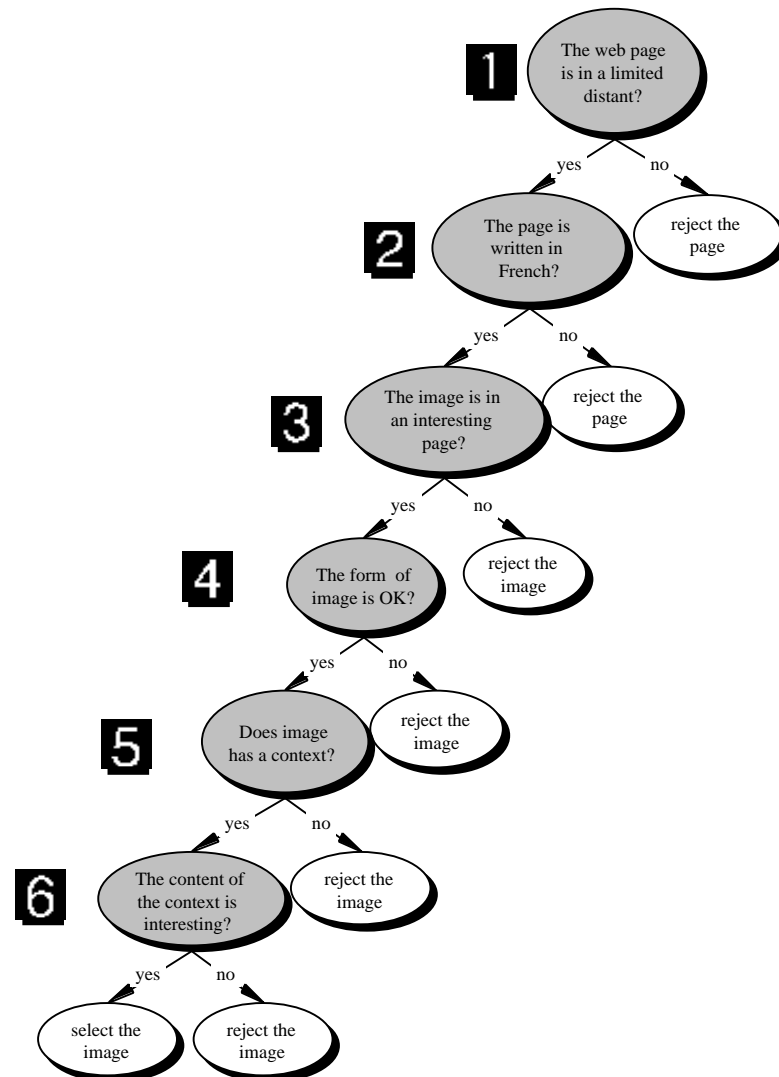 1
The web page
is in a limited
distant?
yes
no
2
The page is
written in
French?
reject the
page
yes
no
3
The image is in
an interesting
page?
reject the
page
yes
no
4
The form of
image is OK?
reject the
image
yes
no
5
Does image
has a context?
reject the
image
yes
no
6
The content of
the context is
interesting?
reject the
image
yes
no
select the
image
reject the
image